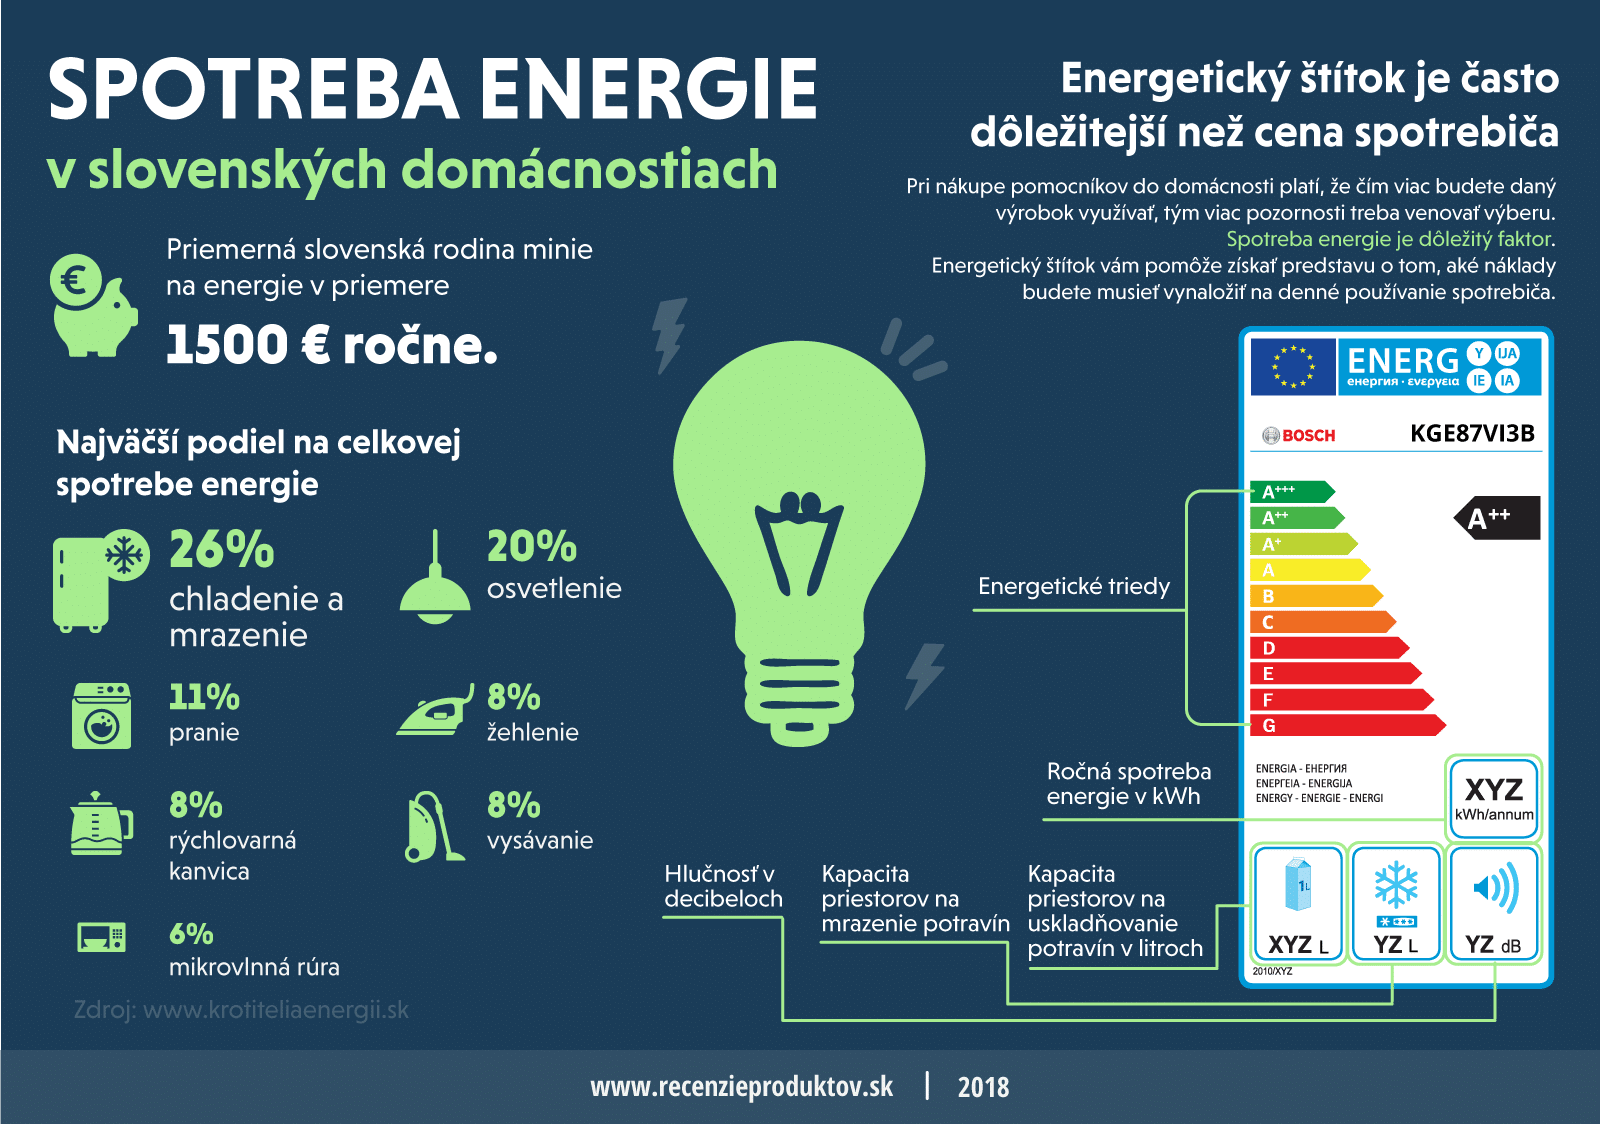 SPOTREBA ENERGIE
v slovenských domácnostiach
Priemerná slovenská rodina minie
na energie v priemere
1500 € ročne.
Najväčší podiel na celkovej
spotrebe energie
26%
chladenie a
mrazenie
20%
osvetlenie
11%
pranie
8%
žehlenie
8%
rýchlovarná
kanvica
8%
vysávanie
6%
mikrovlnná rúra
Zdroj: www.krotiteliaenergii.sk
Energetický štítok je často
dôležitejší než cena spotrebiča
Pri nákupe pomocníkov do domácnosti platí, že čím viac budete daný
výrobok využívať, tým viac pozornosti treba venovať výberu.
Spotreba energie je dôležitý faktor.
Energetický štítok vám pomôže získať predstavu o tom, aké náklady
budete musieť vynaložiť na denné používanie spotrebiča.
€
ENERG
енергия · ενεργεια
Y IJA
IE IA
BOSCH
KGE87VI3B
A+++
A++
A+
A
B
C
D
E
F
G
A++
Energetické triedy
Ročná spotreba
energie v kWh
ENERGIA - ЕНЕРГИЯ
ΕΝΕΡΓΕΙΑ - ENERGIJA
ENERGY - ENERGIE - ENERGI
XYZ
kWh/annum
Hlučnosť v
decibeloch
Kapacita
priestorov na
mrazenie potravín
Kapacita
priestorov na
uskladňovanie
potravín v litroch
1L
XYZ L
YZ L
YZ dB
2010/XYZ
www.recenzieproduktov.sk | 2018